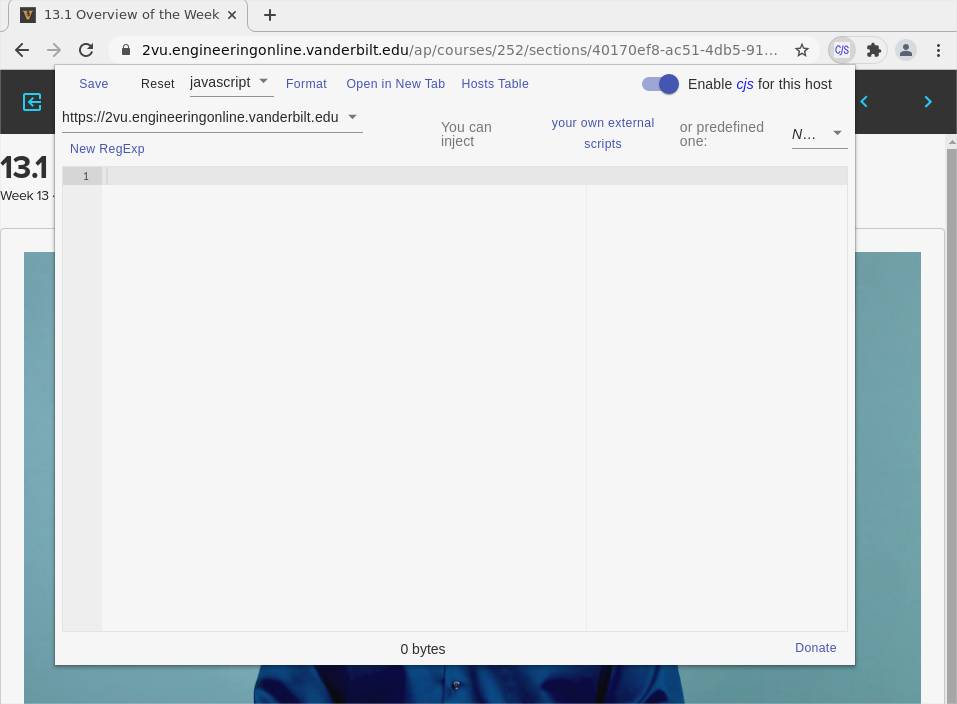 13.1 Overview of the Week
2vu.engineeringonline.vanderbilt.edu/ap/courses/252/sections/40170ef8-ac51-4db5-91...
CJS
Save Reset javascript Format Open in New Tab Hosts Table Enable cjs for this host
https://2vu.engineeringonline.vanderbilt.edu
You can
inject
your own external
scripts
or predefined
one:
N...
New RegExp
13.1
Week 13 -
1
0 bytes
Donate